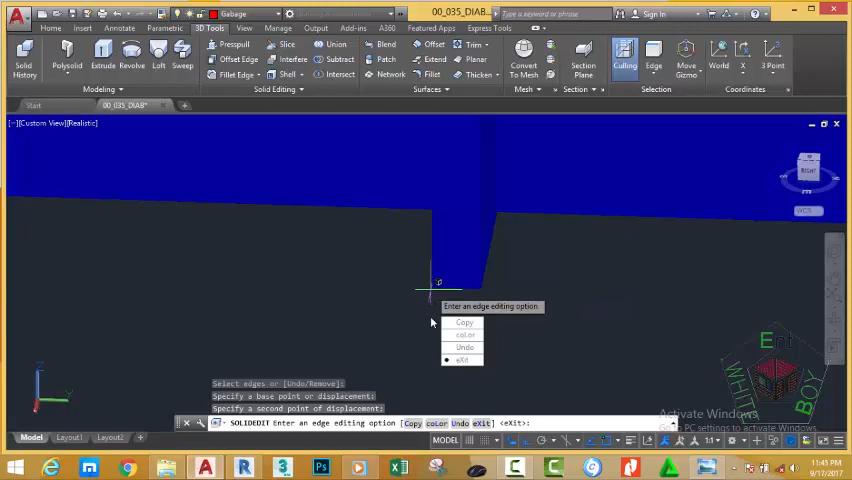 Garbage
00_035_DIAB...
Type a keyword or phrase
Sign In
Home Insert Annotate Parametric 3D Tools View Manage Output Add-ins A360 Featured Apps Express Tools
Solid History
Polysolid
Extrude
Revolve
Loft
Sweep
Presspull
Offset Edge
Fillet Edge
Slice
Interfere
Shell
Union
Subtract
Intersect
Blend
Patch
Network
Offset
Extend
Fillet
Trim
Planar
Thicken
Convert To Mesh
Section Plane
Culling
Edge
Move Gizmo
World
X
3 Point
Modeling
Solid Editing
Surfaces
Mesh
Section
Selection
Coordinates
Start
00_035_DIAB*
[−][Custom View][Realistic]
RIGHT
WCS
Enter an edge editing option.
Copy
coLor
Undo
eXit
Ent
WHITE
BOY
Select edges or [Undo/Remove]:
Specify a base point or displacement:
Specify a second point of displacement:
SOLIDEDIT Enter an edge editing option [Copy coLor Undo eXit] <eXit>:
Activate Windows
Go to PC settings to activate Windows.
Model Layout1 Layout2 +
MODEL
1:1
11:45 PM
9/17/2017